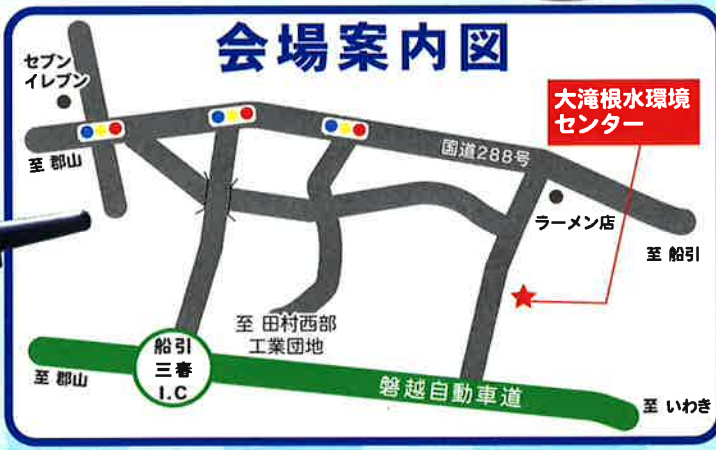 会場案内図
セブン
イレブン
大滝根水環境
センター
国道288号
至 郡山
ラーメン店
至 船引
至 田村西部
工業団地
船引
三春
I.C
至 郡山
磐越自動車道
至 いわき